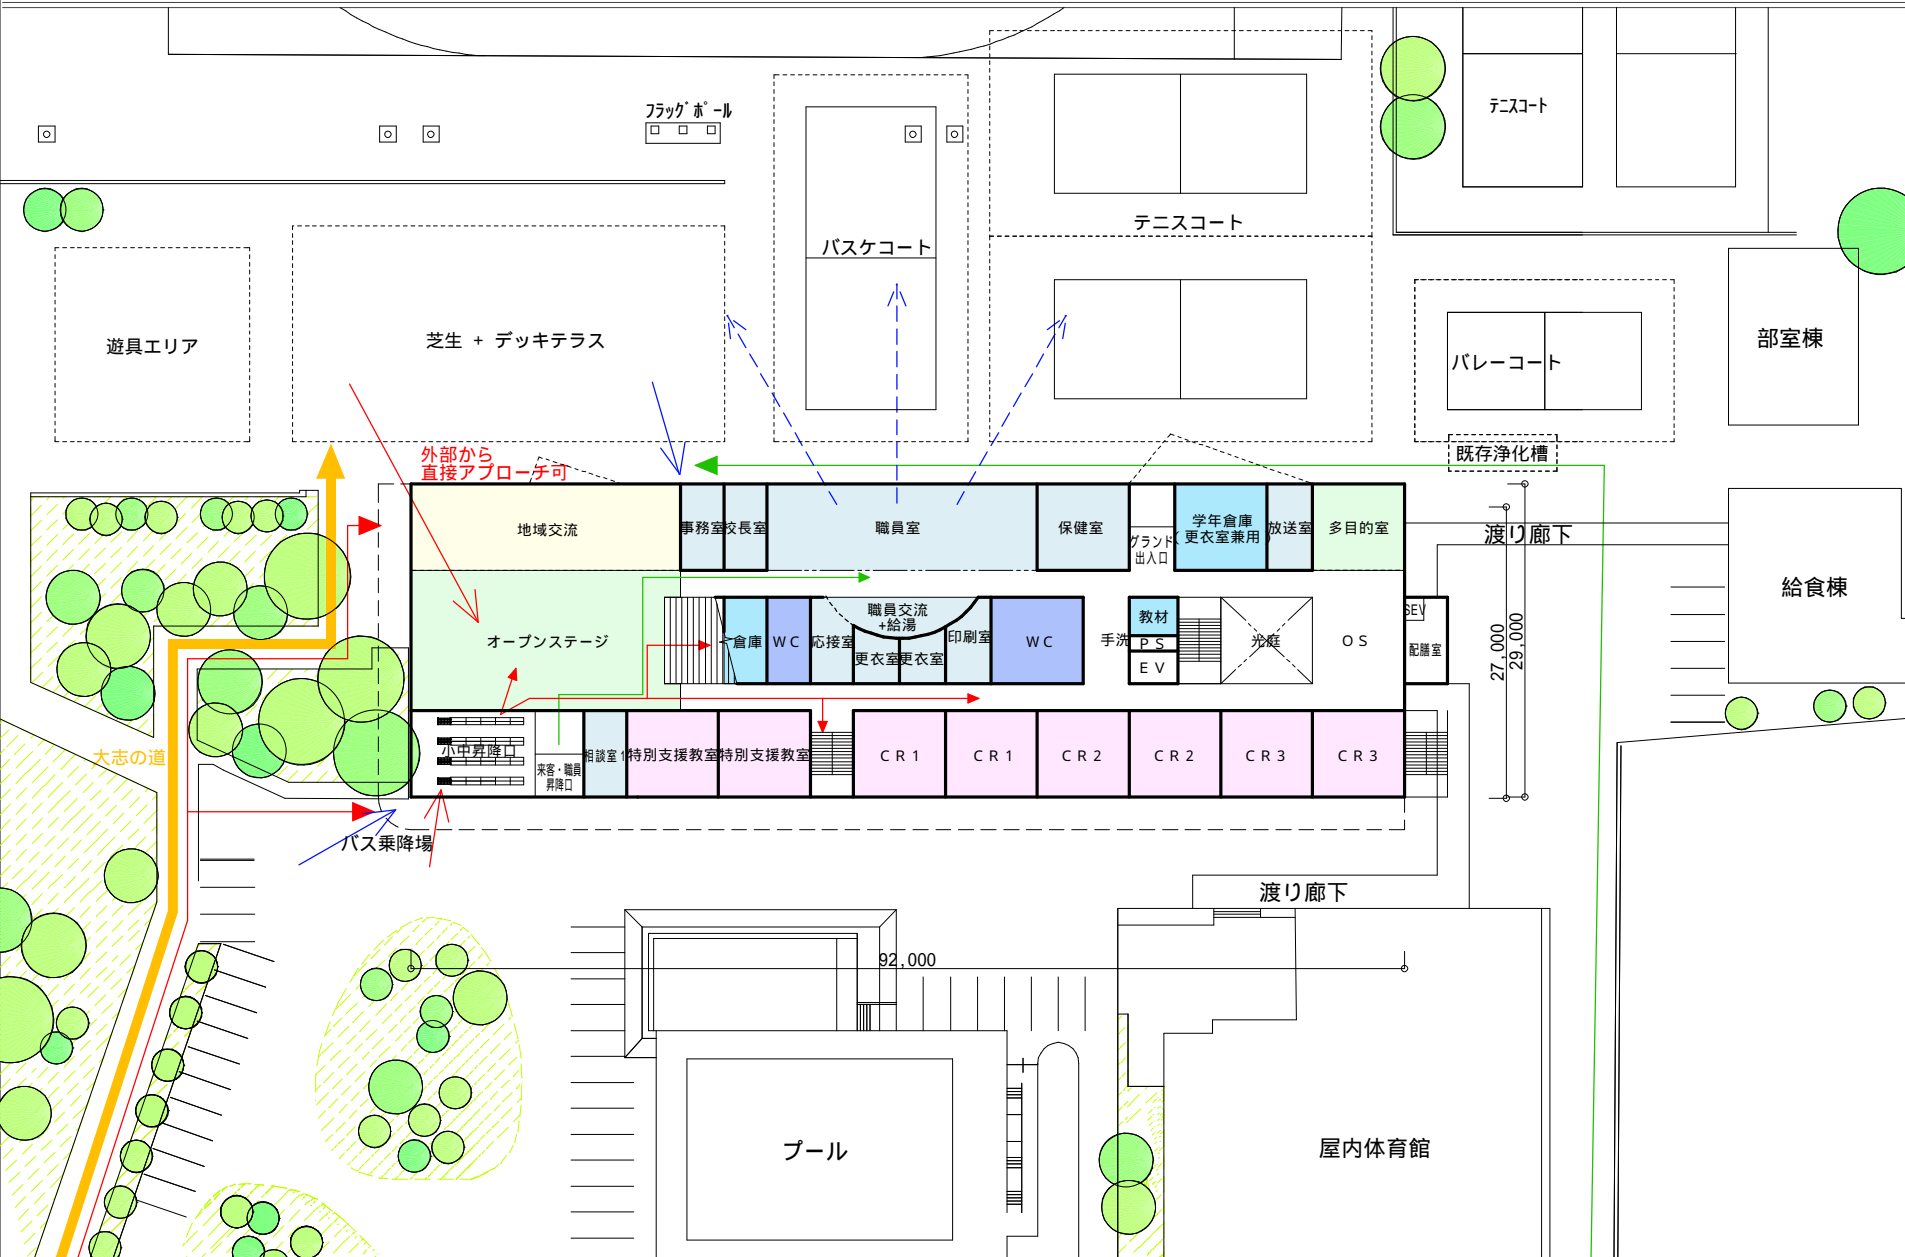 フラッグポール
テニスコート
テニスコート
バスケコート
遊具エリア
芝生 + デッキテラス
バレーコート
部室棟
外部から
直接アプローチ可
既存浄化槽
地域交流
事務室
校長室
職員室
保健室
グランド
出入口
学年倉庫
(更衣室兼用)
放送室
多目的室
渡り廊下
給食棟
オープンステージ
倉庫
WC
応接室
職員交流
+給湯
更衣室
更衣室
印刷室
WC
手洗
教材
PS
EV
光庭
OS
SEV
配膳室
27,000
29,000
大志の道
小中昇降口
来客・職員
昇降口
相談室1
特別支援教室
特別支援教室
CR1
CR1
CR2
CR2
CR3
CR3
バス乗降場
渡り廊下
92,000
プール
屋内体育館